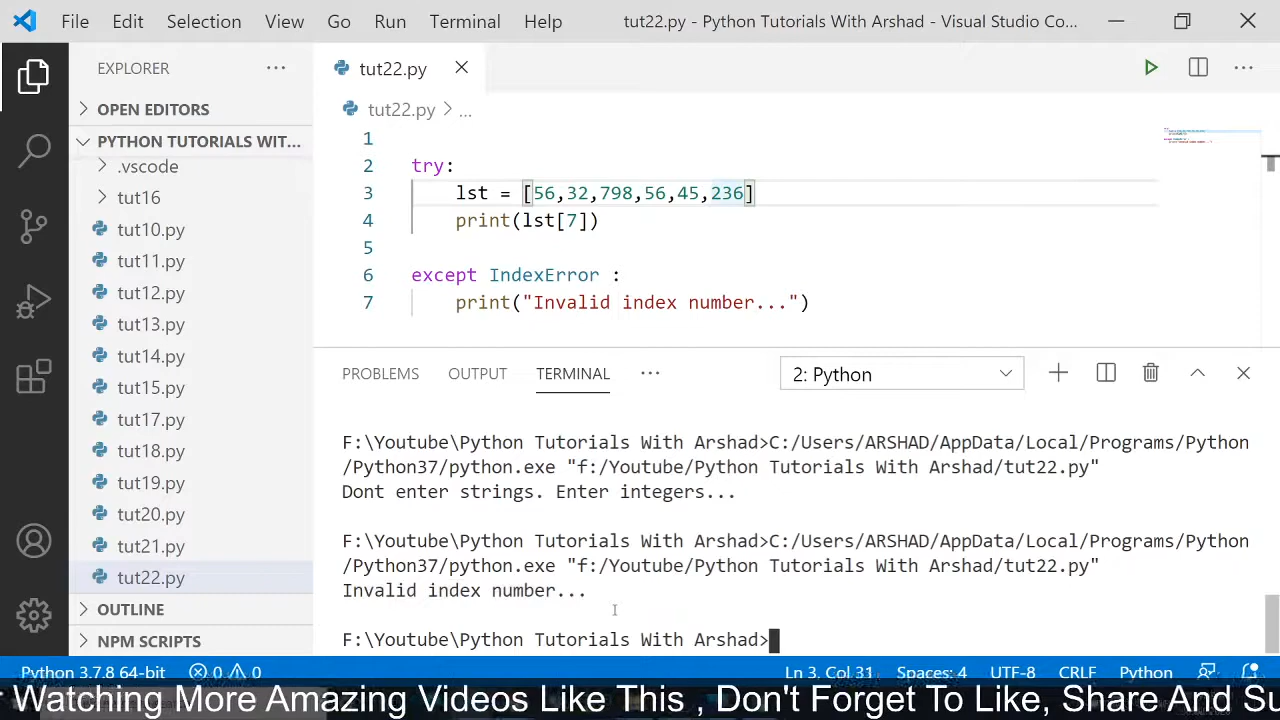 File Edit Selection View Go Run Terminal Help tut22.py - Python Tutorials With Arshad - Visual Studio Co...
EXPLORER ...
tut22.py
OPEN EDITORS
tut22.py > ...
PYTHON TUTORIALS WIT...
.vscode
tut16
tut10.py
tut11.py
tut12.py
tut13.py
tut14.py
tut15.py
tut17.py
tut18.py
tut19.py
tut20.py
tut21.py
tut22.py
OUTLINE
NPM SCRIPTS
1
2 try:
3 lst = [56,32,798,56,45,236]
4 print(lst[7])
5
6 except IndexError :
7 print("Invalid index number...")
PROBLEMS OUTPUT TERMINAL ... 2: Python
F:\Youtube\Python Tutorials With Arshad>C:/Users/ARSHAD/AppData/Local/Programs/Python
/Python37/python.exe "f:/Youtube/Python Tutorials With Arshad/tut22.py"
Dont enter strings. Enter integers...
F:\Youtube\Python Tutorials With Arshad>C:/Users/ARSHAD/AppData/Local/Programs/Python
/Python37/python.exe "f:/Youtube/Python Tutorials With Arshad/tut22.py"
Invalid index number...
F:\Youtube\Python Tutorials With Arshad>
Python 3.7.8 64-bit 0 0 Ln 3, Col 31 Spaces: 4 UTF-8 CRLF Python
Watching More Amazing Videos Like This , Don't Forget To Like, Share And Su